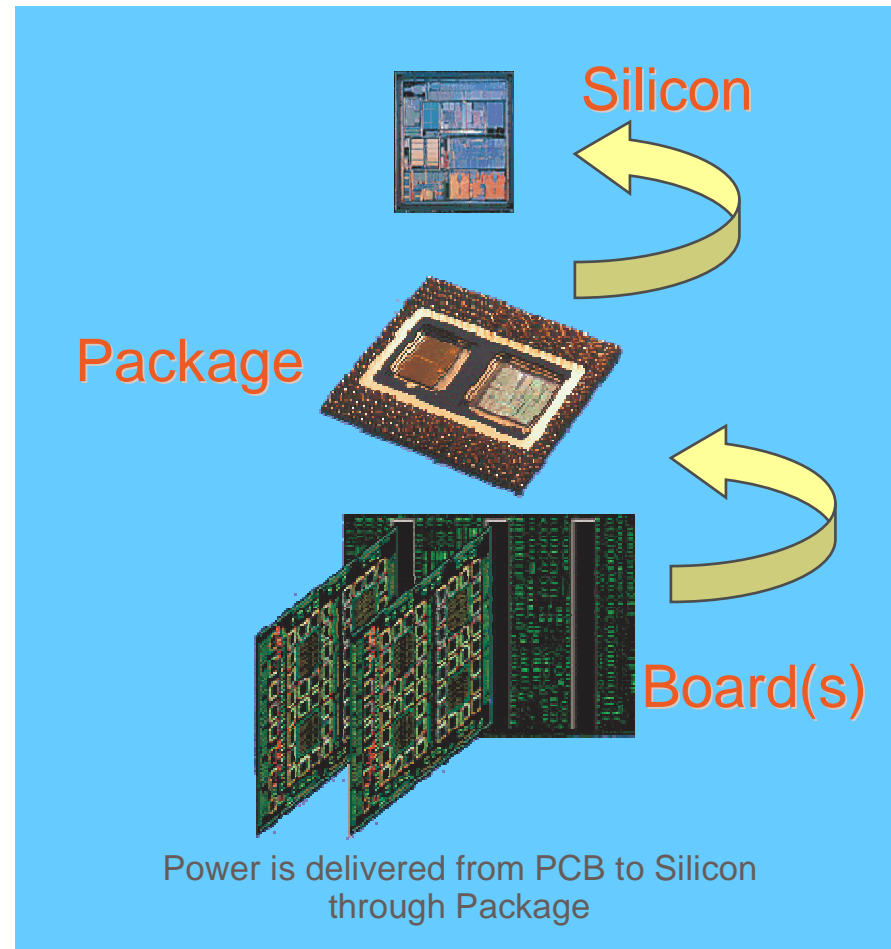 Silicon
Package
Board(s)
Power is delivered from PCB to Silicon
through Package